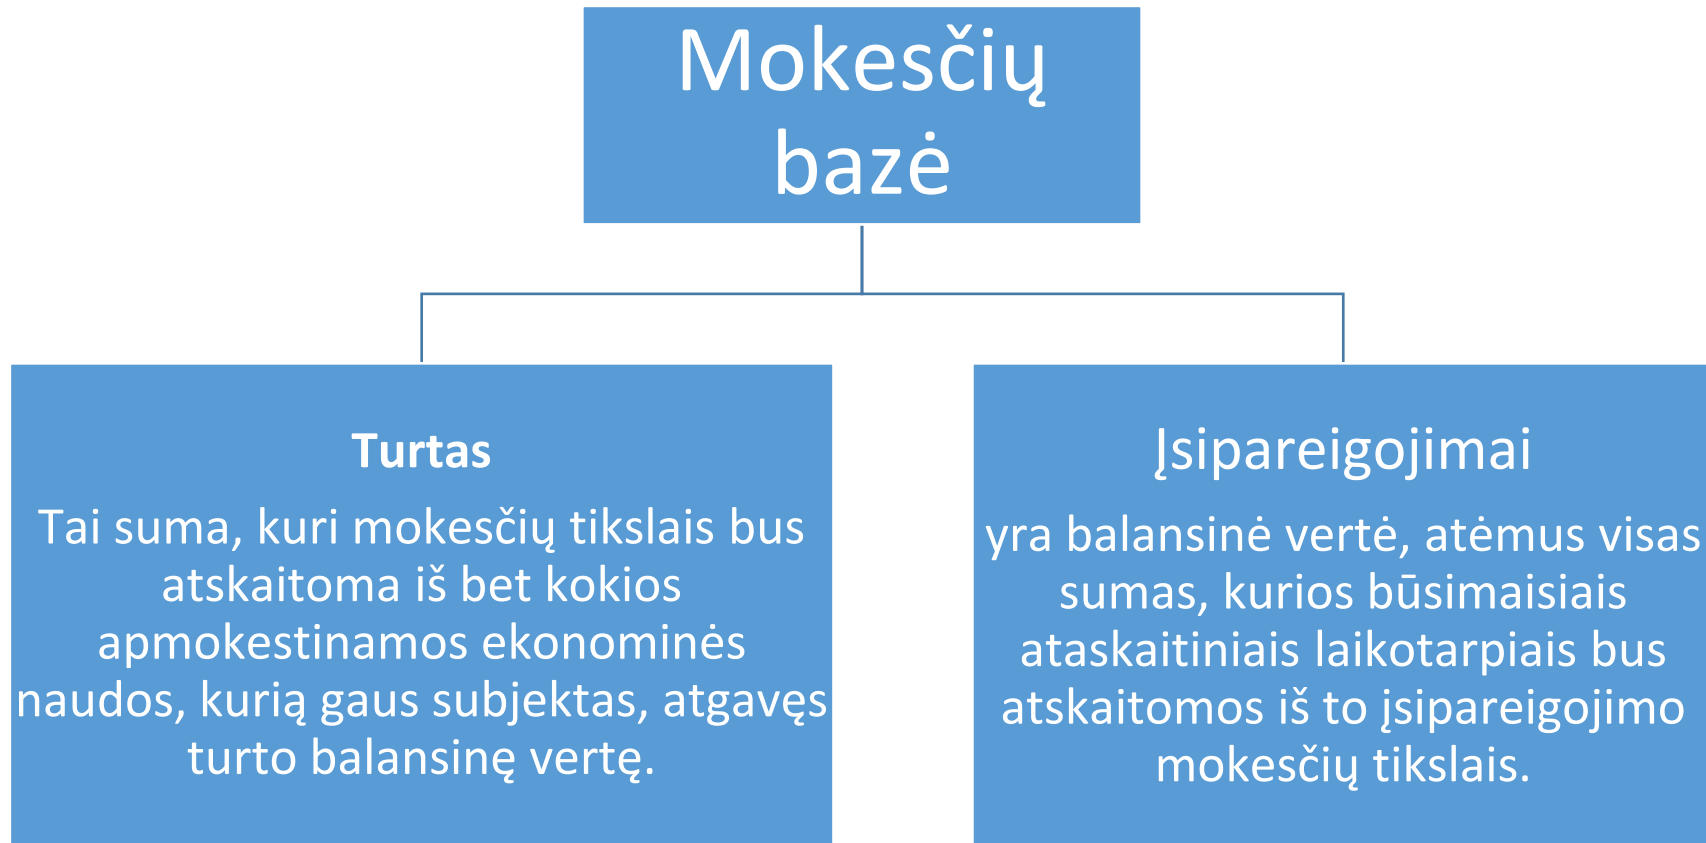 Mokesčių
bazė
Turtas
Tai suma, kuri mokesčių tikslais bus
atskaitoma iš bet kokios
apmokestinamos ekonominės
naudos, kurią gaus subjektas, atgavęs
turto balansinę vertę.
Įsipareigojimai
yra balansinė vertė, atėmus visas
sumas, kurios būsimaisiais
ataskaitiniais laikotarpiais bus
atskaitomos iš to įsipareigojimo
mokesčių tikslais.